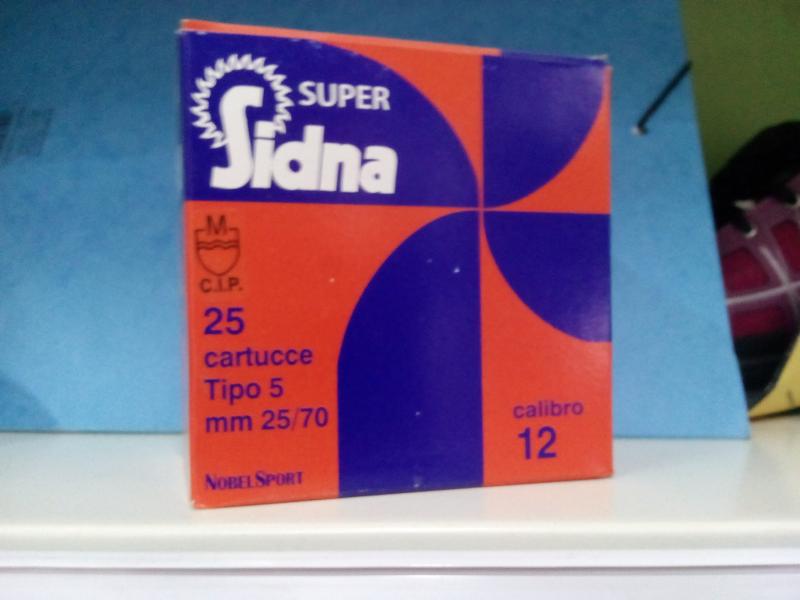 SUPER
Sidna
M
C.I.P.
25
cartucce
Tipo 5
mm 25/70
calibro
12
NOBELSPORT